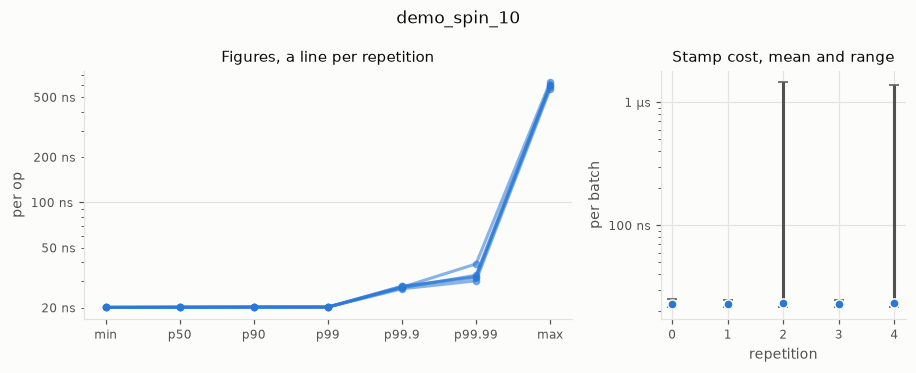 demo_spin_10
Figures, a line per repetition
Stamp cost, mean and range
500 ns
200 ns
100 ns
50 ns
20 ns
per op
min p50 p90 p99 p99.9 p99.99 max
1 µs
100 ns
per batch
0 1 2 3 4
repetition